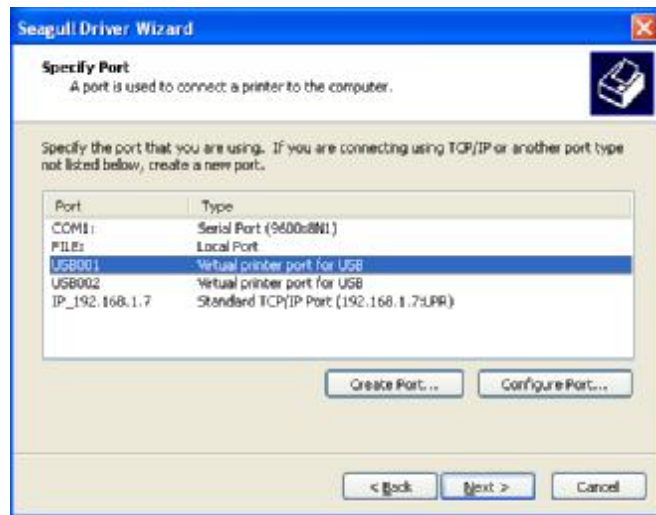 Seagull Driver Wizard
Specify Port
A port is used to connect a printer to the computer.
Specify the port that you are using. If you are connecting using TCP/IP or another port type
not listed below, create a new port.
Port Type
COM1: Serial Port (9600:8N1)
FILE: Local Port
USB001 Virtual printer port for USB
USB002 Virtual printer port for USB
IP_192.168.1.7 Standard TCP/IP Port (192.168.1.7:LPR)
Create Port... Configure Port...
< Back Next > Cancel